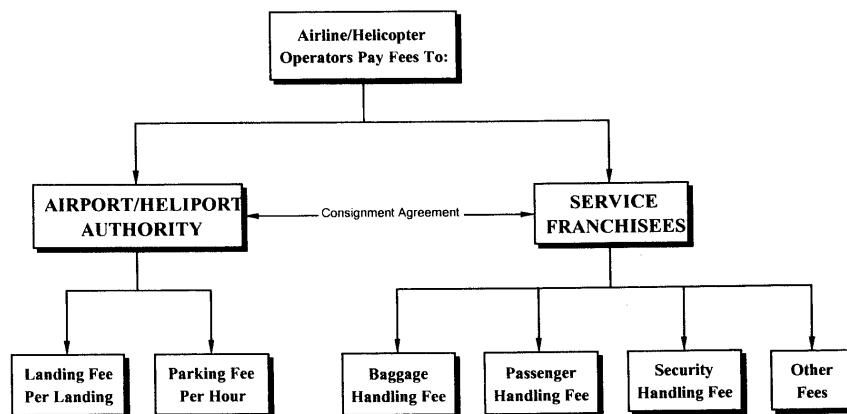 Airline/Helicopter
Operators Pay Fees To:
AIRPORT/HELIPORT
AUTHORITY
Consignment Agreement
SERVICE
FRANCHISEES
Landing Fee
Per Landing
Parking Fee
Per Hour
Baggage
Handling Fee
Passenger
Handling Fee
Security
Handling Fee
Other
Fees